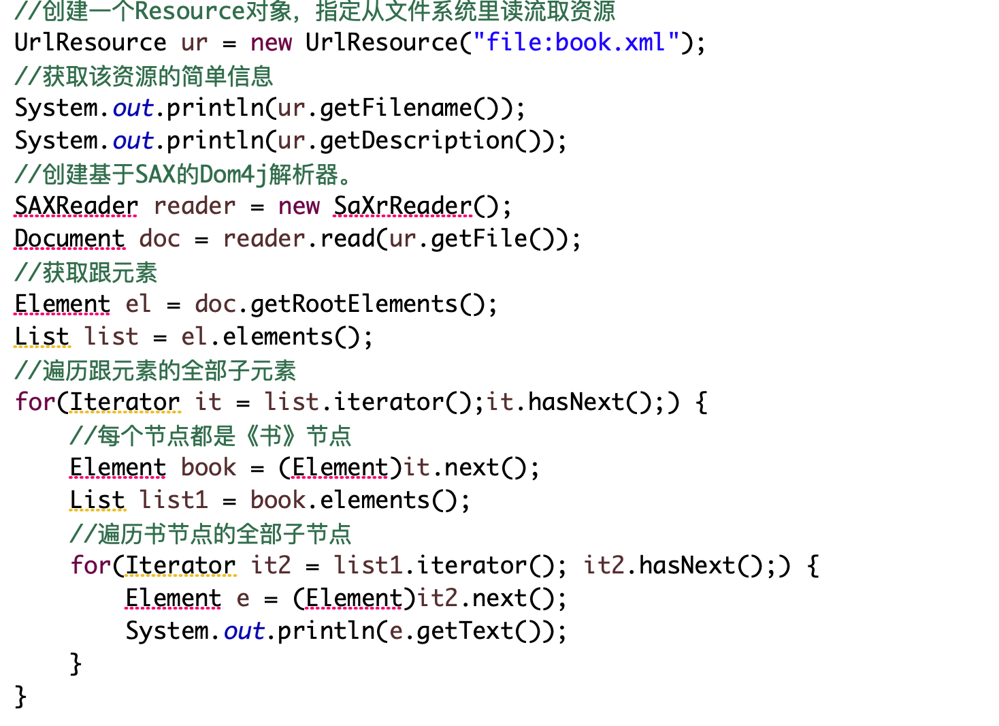 //创建一个Resource对象，指定从文件系统里读流取资源
UrlResource ur = new UrlResource("file:book.xml");
//获取该资源的简单信息
System.out.println(ur.getFilename());
System.out.println(ur.getDescription());
//创建基于SAX的Dom4j解析器。
SAXReader reader = new SaXrReader();
Document doc = reader.read(ur.getFile());
//获取跟元素
Element el = doc.getRootElements();
List list = el.elements();
//遍历跟元素的全部子元素
for(Iterator it = list.iterator();it.hasNext();) {
    //每个节点都是《书》节点
    Element book = (Element)it.next();
    List list1 = book.elements();
    //遍历书节点的全部子节点
    for(Iterator it2 = list1.iterator(); it2.hasNext();) {
        Element e = (Element)it2.next();
        System.out.println(e.getText());
    }
}